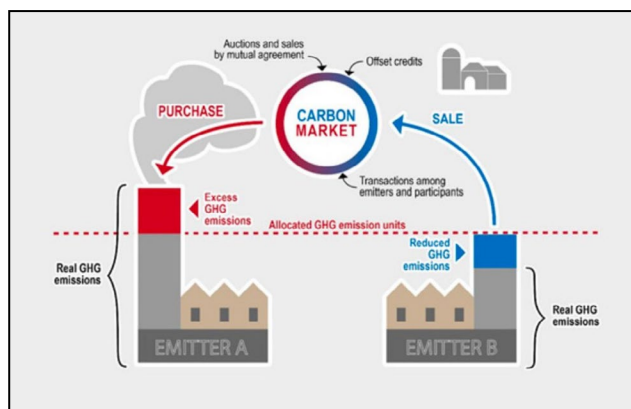 Auctions and sales
by mutual agreement
Offset credits
PURCHASE
CARBON
MARKET
SALE
Transactions among
emitters and participants
Excess
GHG
emissions
Allocated GHG emission units
Reduced
GHG
emissions
Real GHG
emissions
Real GHG
emissions
EMITTER A
EMITTER B